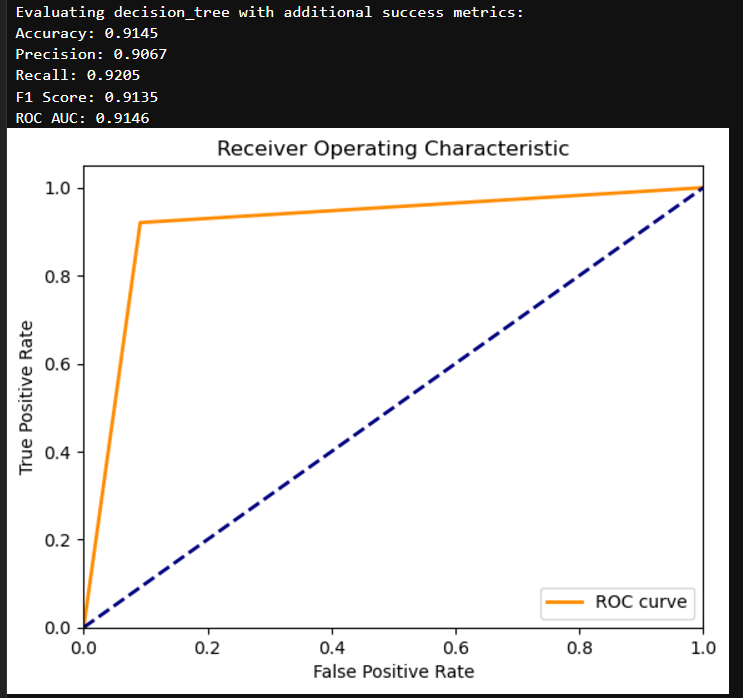 Evaluating decision_tree with additional success metrics:
Accuracy: 0.9145
Precision: 0.9067
Recall: 0.9205
F1 Score: 0.9135
ROC AUC: 0.9146
Receiver Operating Characteristic
1.0
0.8
0.6
0.4
0.2
0.0
True Positive Rate
ROC curve
0.0 0.2 0.4 0.6 0.8 1.0
False Positive Rate